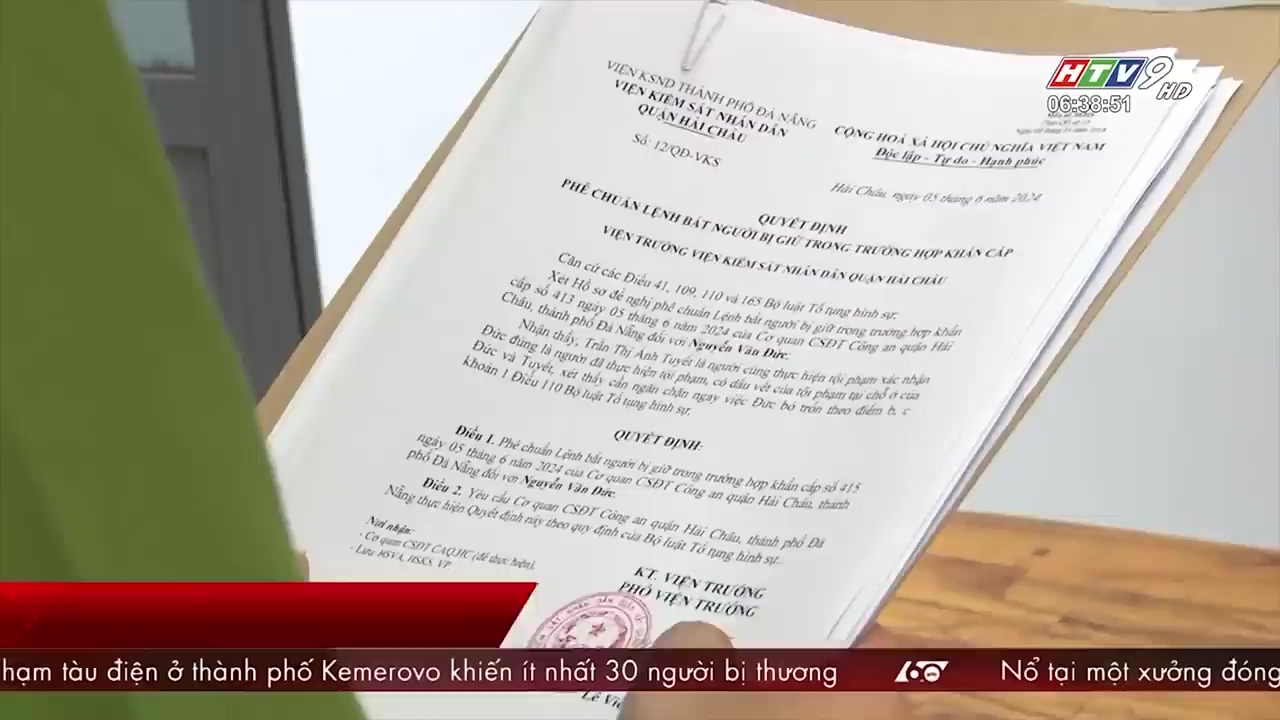 HTV9 HD
06:38:51
VIỆN KSND THÀNH PHỐ ĐÀ NẴNG
VIỆN KIỂM SÁT NHÂN DÂN
QUẬN HẢI CHÂU
Số: 12/QĐ-VKS
CỘNG HOÀ XÃ HỘI CHỦ NGHĨA VIỆT NAM
Độc lập - Tự do - Hạnh phúc
Hải Châu, ngày 05 tháng 6 năm 2024
QUYẾT ĐỊNH
PHÊ CHUẨN LỆNH BẮT NGƯỜI BỊ GIỮ TRONG TRƯỜNG HỢP KHẨN CẤP
VIỆN TRƯỞNG VIỆN KIỂM SÁT NHÂN DÂN QUẬN HẢI CHÂU
Căn cứ các Điều 41, 109, 110 và 165 Bộ luật Tố tụng hình sự;
Xét Hồ sơ đề nghị phê chuẩn Lệnh bắt người bị giữ trong trường hợp khẩn
cấp số 413 ngày 05 tháng 6 năm 2024 của Cơ quan CSĐT Công an quận Hải
Châu, thành phố Đà Nẵng đối với Nguyễn Văn Đức;
Nhận thấy, Trần Thị Ánh Tuyết là người cùng thực hiện tội phạm xác nhận
Đức đúng là người đã thực hiện tội phạm, có dấu vết của tội phạm tại chỗ ở của
Đức và Tuyết, xét thấy cần ngăn chặn ngay việc Đức bỏ trốn theo điểm b, c
khoản 1 Điều 110 Bộ luật Tố tụng hình sự,
QUYẾT ĐỊNH:
Điều 1. Phê chuẩn Lệnh bắt người bị giữ trong trường hợp khẩn cấp số 415
ngày 05 tháng 6 năm 2024 của Cơ quan CSĐT Công an quận Hải Châu, thành
phố Đà Nẵng đối với Nguyễn Văn Đức.
Điều 2. Yêu cầu Cơ quan CSĐT Công an quận Hải Châu, thành phố Đà
Nẵng thực hiện Quyết định này theo quy định của Bộ luật Tố tụng hình sự.
Nơi nhận:
- Cơ quan CSĐT CAQ.HC (để thực hiện);
- Lưu HSVA, HSKS, VP
KT. VIỆN TRƯỞNG
PHÓ VIỆN TRƯỞNG
Lê
hạm tàu điện ở thành phố Kemerovo khiến ít nhất 30 người bị thương
60
Nổ tại một xưởng đóng